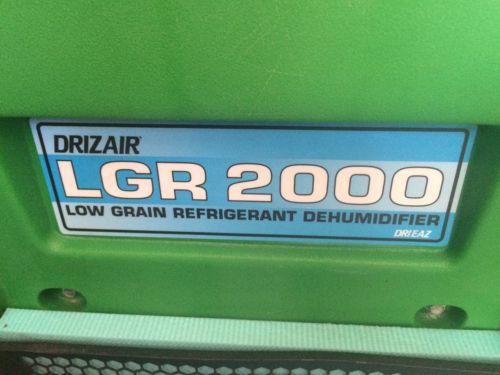 DRIZAIR
LGR 2000
LOW GRAIN REFRIGERANT DEHUMIDIFIER
DRIEAZ